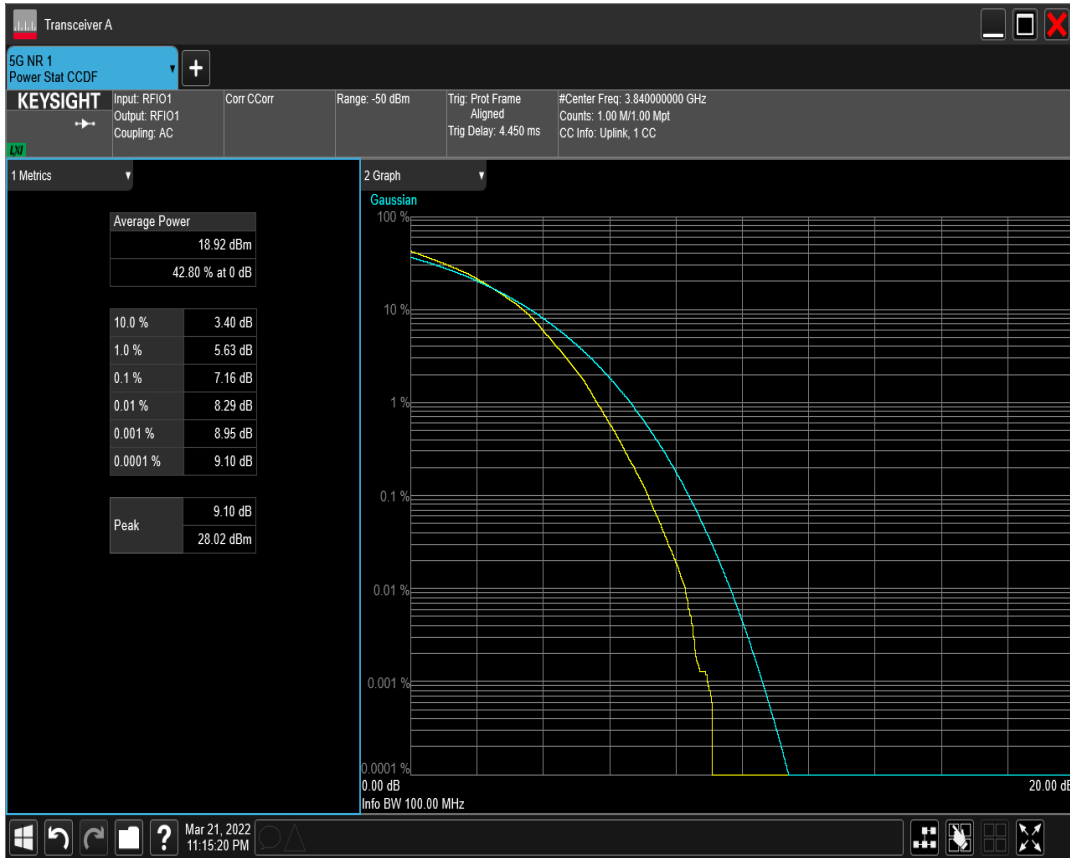 Transceiver A
5G NR 1
Power Stat CCDF
KEYSIGHT
LXI
Input: RFIO1
Output: RFIO1
Coupling: AC
Corr CCorr
Range: -50 dBm
Trig: Prot Frame
Aligned
Trig Delay: 4.450 ms
#Center Freq: 3.840000000 GHz
Counts: 1.00 M/1.00 Mpt
CC Info: Uplink, 1 CC
1 Metrics
Average Power
18.92 dBm
42.80 % at 0 dB
10.0 % 3.40 dB
1.0 % 5.63 dB
0.1 % 7.16 dB
0.01 % 8.29 dB
0.001 % 8.95 dB
0.0001 % 9.10 dB
Peak
9.10 dB
28.02 dBm
2 Graph
Gaussian
100 %
10 %
1 %
0.1 %
0.01 %
0.001 %
0.0001 %
0.00 dB
20.00 dB
Info BW 100.00 MHz
?
Mar 21, 2022
11:15:20 PM